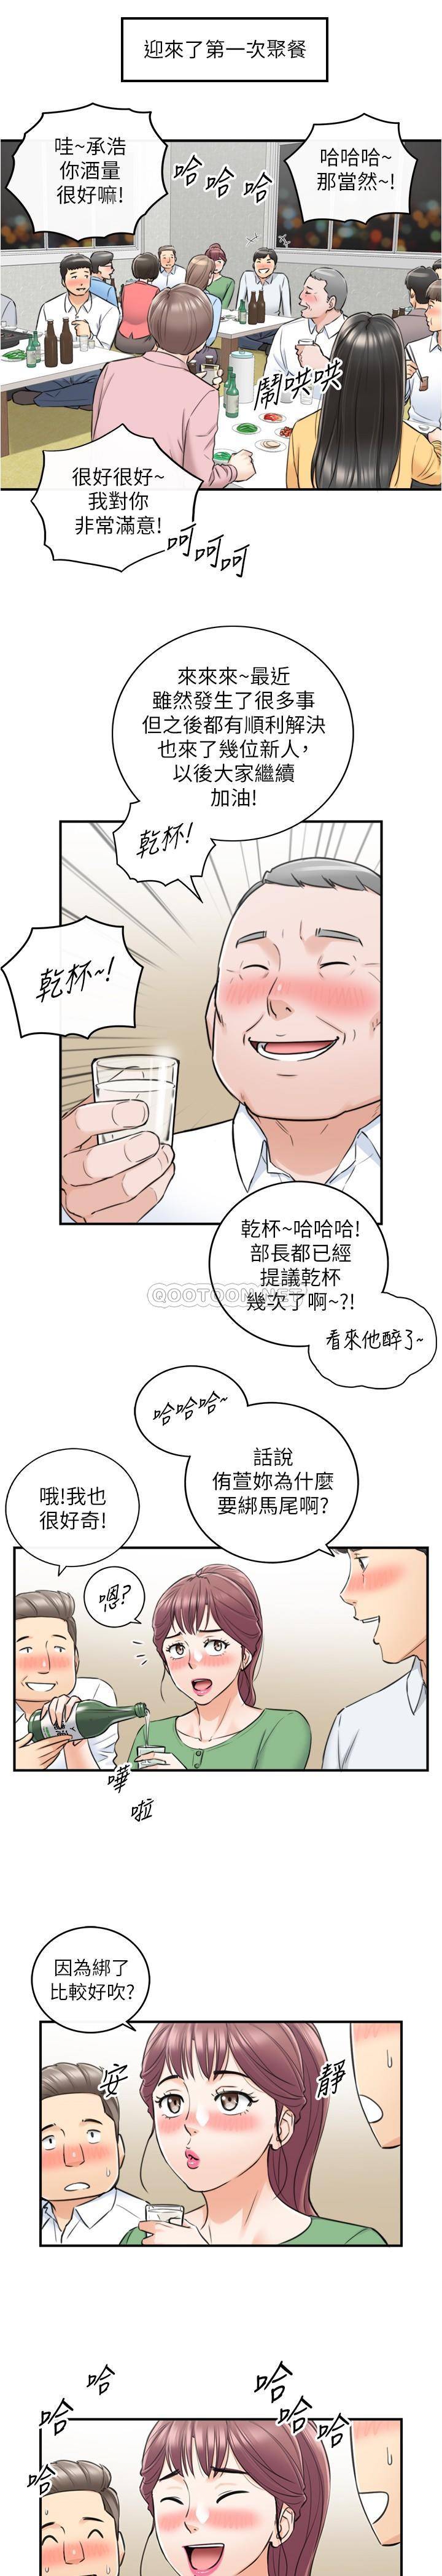 迎來了第一次聚餐
哇~承浩
你酒量
很好嘛!
哈 哈 哈
哈哈哈~
那當然~!
鬧哄哄
很好很好~
我對你
非常滿意!
呵呵呵
來來來~最近
雖然發生了很多事
但之後都有順利解決
也來了幾位新人，
以後大家繼續
加油!
乾杯!
乾杯~!
乾杯~哈哈哈!
部長都已經
提議乾杯
幾次了啊~?!
看來他醉了~
哈哈哈~
話說
侑萱妳為什麼
要綁馬尾啊?
哦!我也
很好奇!
嗯?
嘩
啦
因為綁了
比較好吹?
安
靜
哈
哈
哈
哈
哈
哈